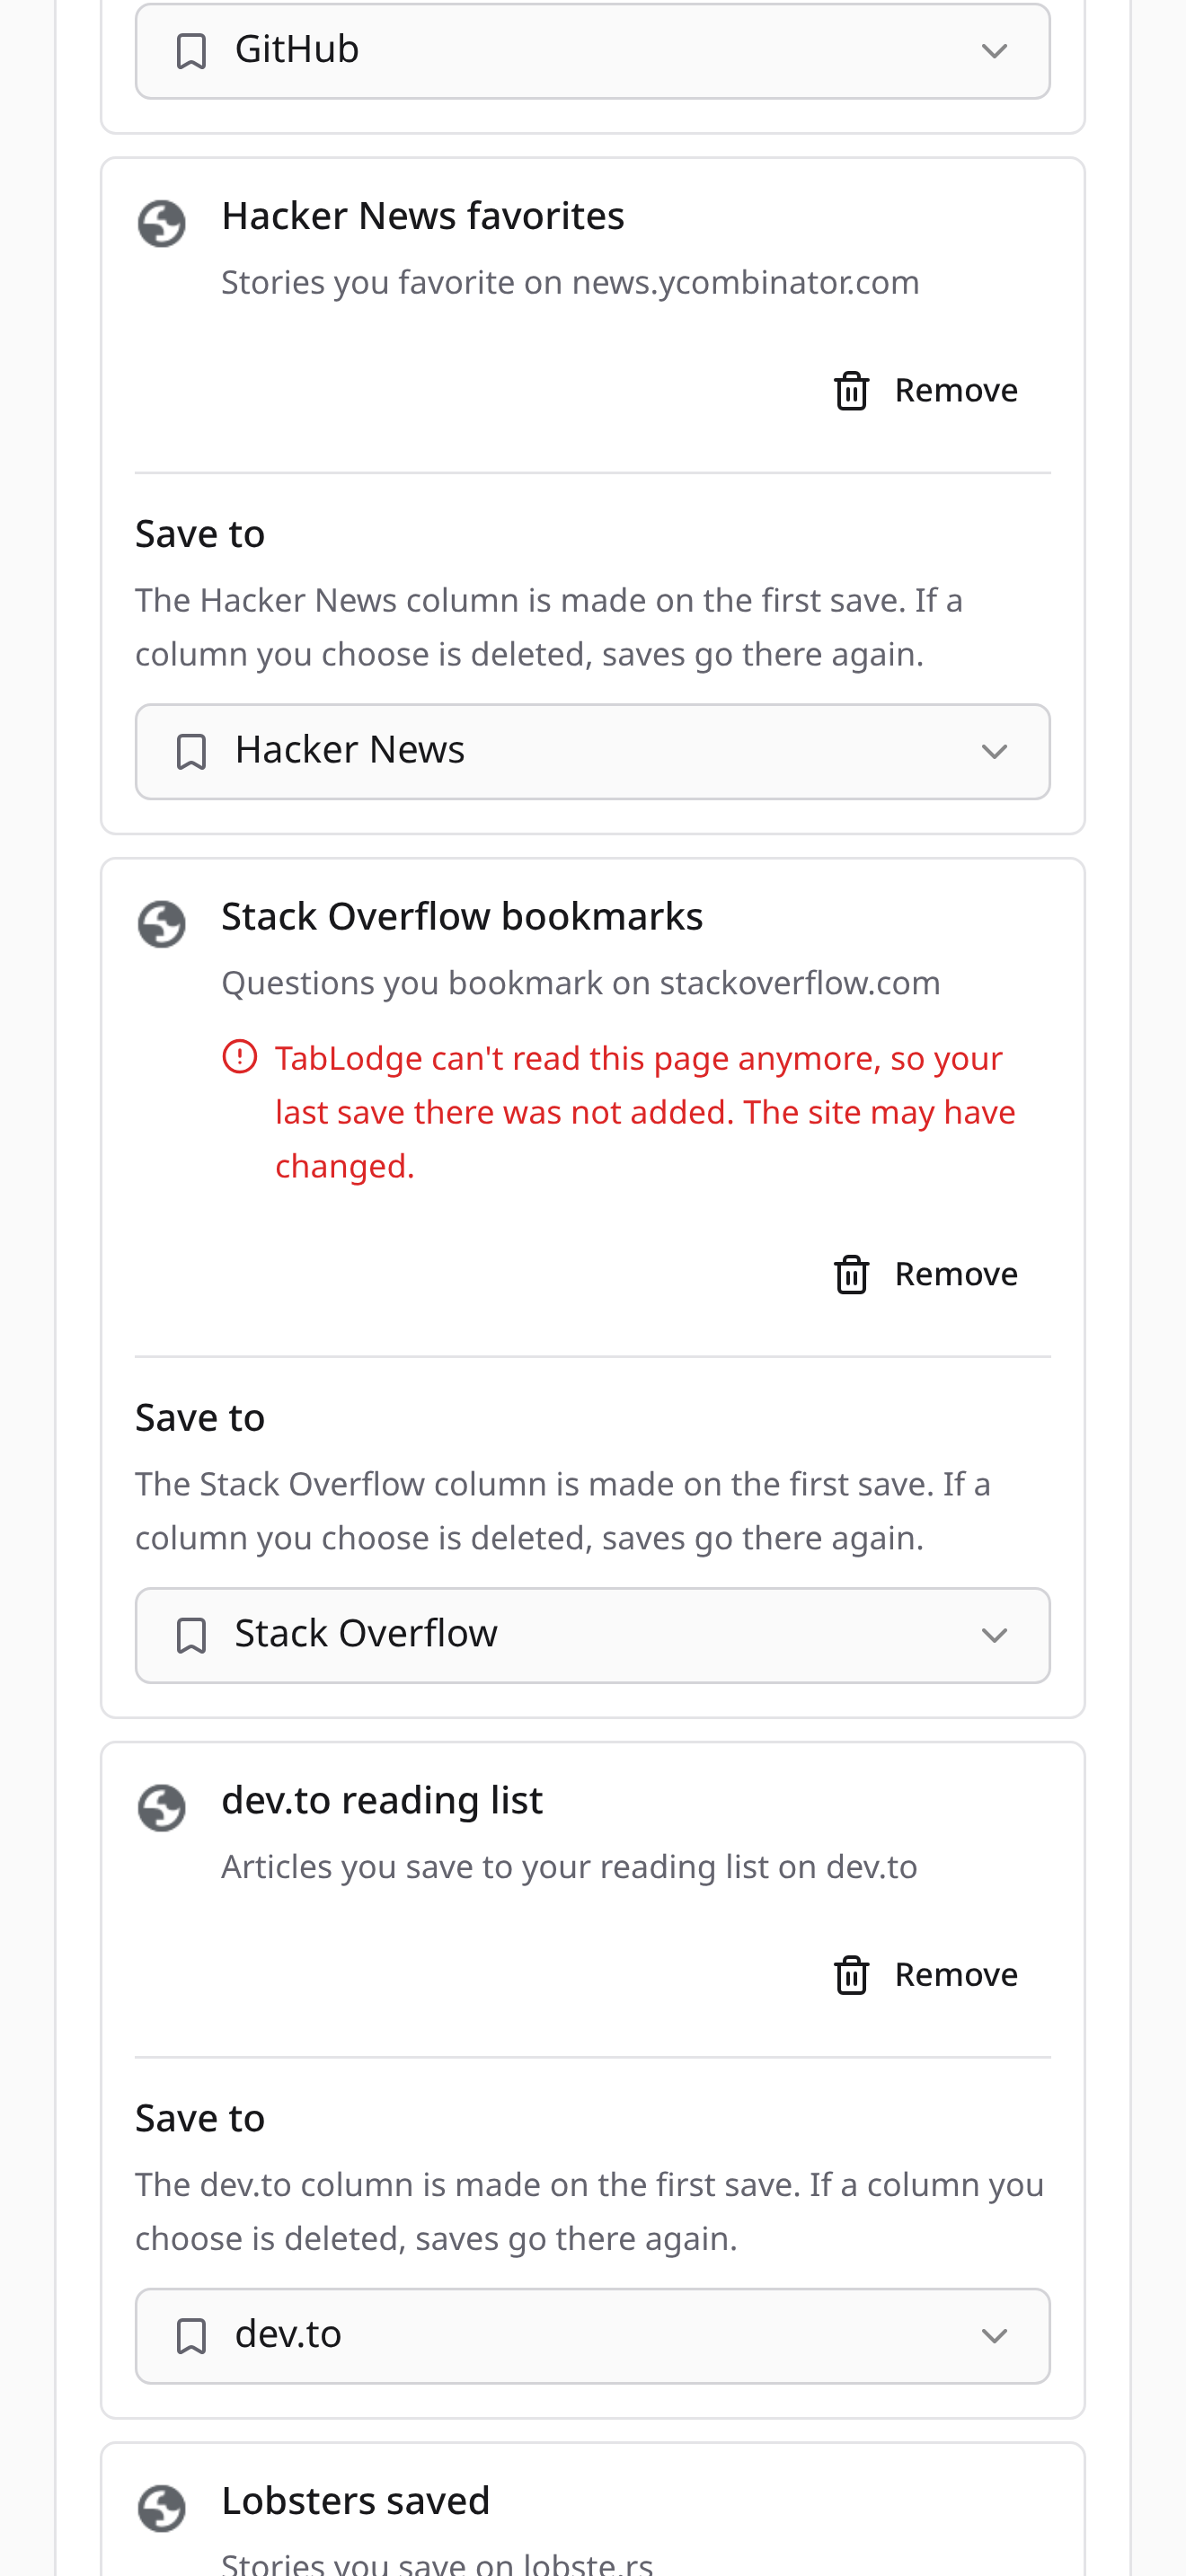 GitHub
Hacker News favorites
Stories you favorite on news.ycombinator.com
Remove
Save to
The Hacker News column is made on the first save. If a
column you choose is deleted, saves go there again.
Hacker News
Stack Overflow bookmarks
Questions you bookmark on stackoverflow.com
TabLodge can't read this page anymore, so your
last save there was not added. The site may have
changed.
Remove
Save to
The Stack Overflow column is made on the first save. If a
column you choose is deleted, saves go there again.
Stack Overflow
dev.to reading list
Articles you save to your reading list on dev.to
Remove
Save to
The dev.to column is made on the first save. If a column you
choose is deleted, saves go there again.
dev.to
Lobsters saved
Stories you save on lobste.rs